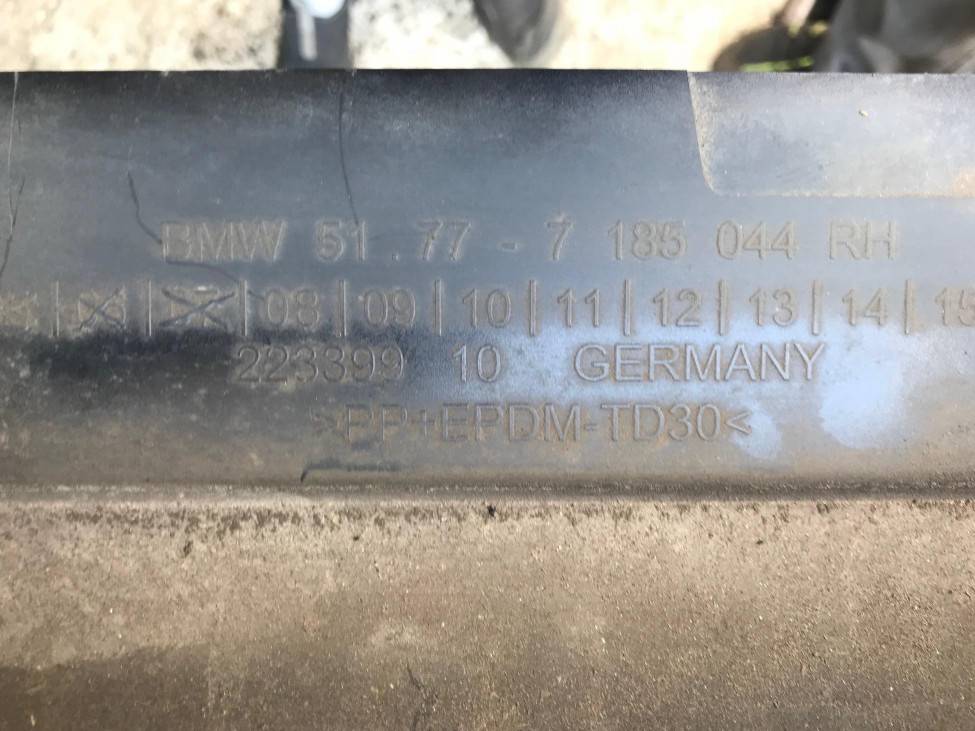 BMW 51.77 - 7 185 044 RH
08|09|10|11|12|13|14|15
223399 10 GERMANY
>PP+EPDM-TD30<